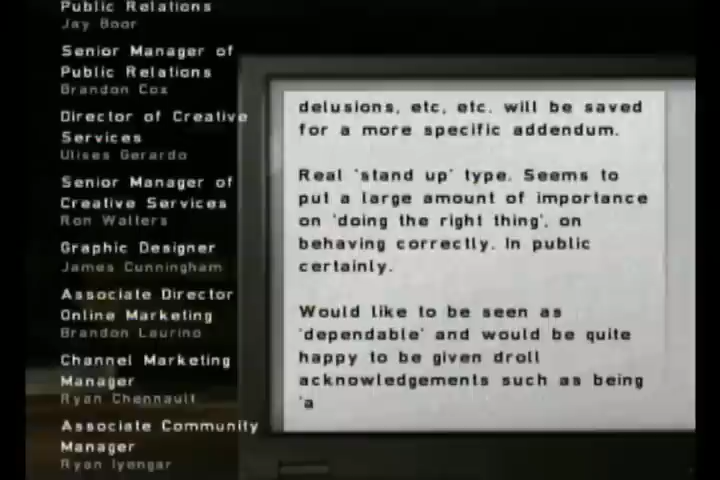 Public Relations
Jay Boor
Senior Manager of
Public Relations
Brandon Cox
Director of Creative
Services
Ulises Gerardo
Senior Manager of
Creative Services
Ron Walters
Graphic Designer
James Cunningham
Associate Director
Online Marketing
Brandon Laurino
Channel Marketing
Manager
Ryan Chennault
Associate Community
Manager
Ryan Iyengar
delusions, etc, etc. will be saved
for a more specific addendum.
Real 'stand up' type. Seems to
put a large amount of importance
on 'doing the right thing', on
behaving correctly. In public
certainly.
Would like to be seen as
'dependable' and would be quite
happy to be given droll
acknowledgements such as being
'a